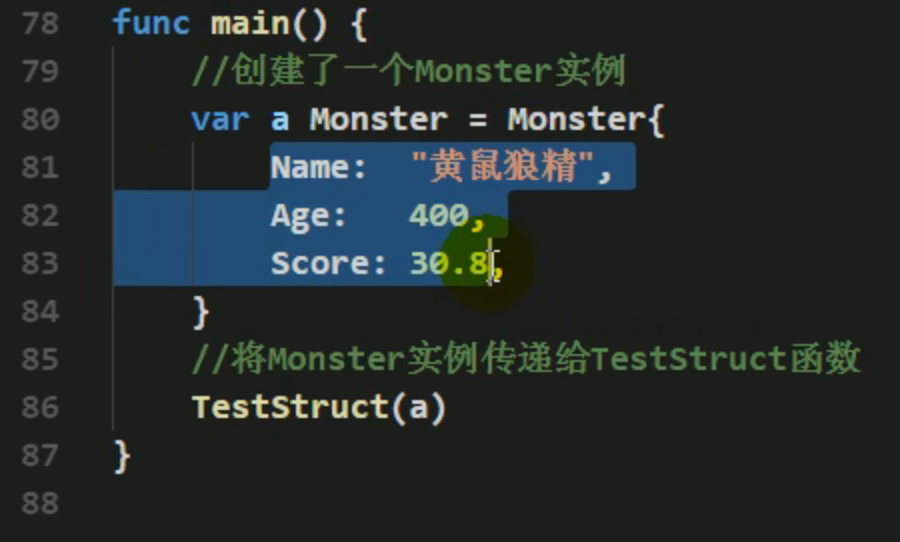 78 func main() {
79 //创建了一个Monster实例
80 var a Monster = Monster{
81 Name: "黄鼠狼精",
82 Age: 400,
83 Score: 30.8,
84 }
85 //将Monster实例传递给TestStruct函数
86 TestStruct(a)
87 }
88